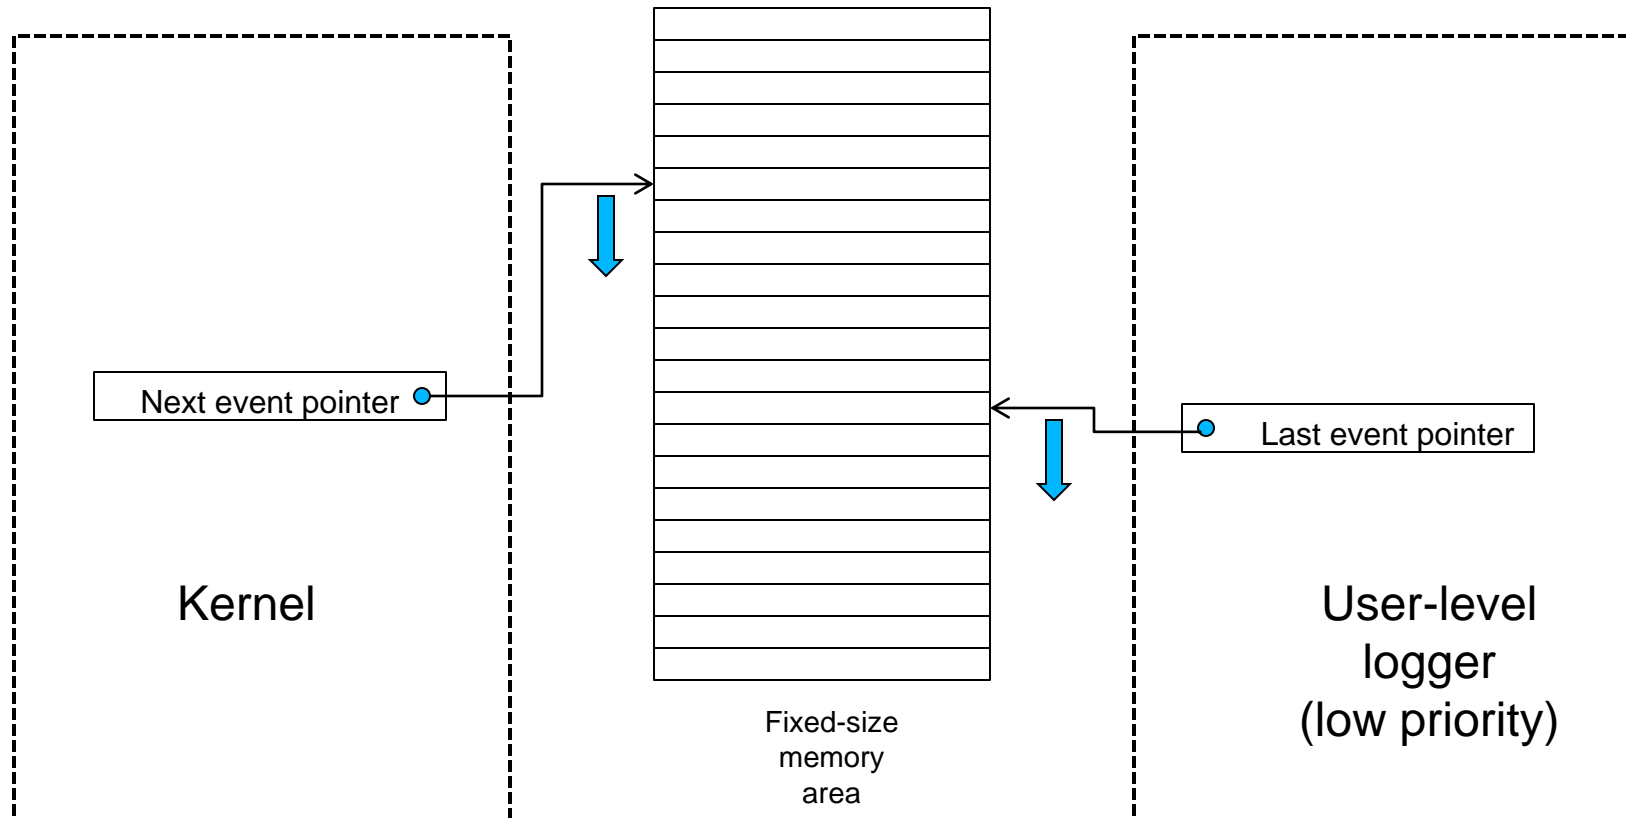 Next event pointer
Last event pointer
Kernel
User-level
logger
(low priority)
Fixed-size
memory
area